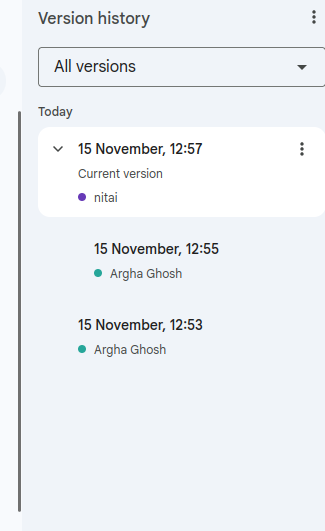 Version history
All versions
Today
15 November, 12:57
Current version
nitai
15 November, 12:55
Argha Ghosh
15 November, 12:53
Argha Ghosh